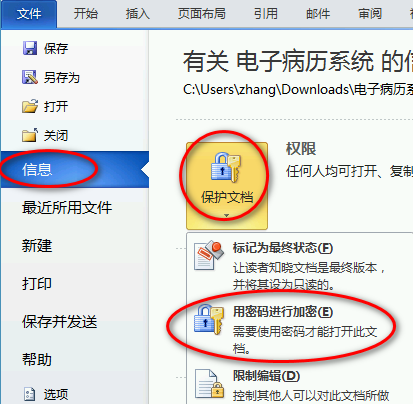 文件 开始 插入 页面布局 引用 邮件 审阅
保存
另存为
打开
关闭
信息
最近所用文件
新建
打印
保存并发送
帮助
选项
有关 电子病历系统 的信
C:\Users\zhang\Downloads\电子病历系
保护文档
权限
任何人均可打开、复制
标记为最终状态(F)
让读者知晓文档是最终版本，
并将其设为只读的。
用密码进行加密(E)
需要使用密码才能打开此文
档。
限制编辑(D)
控制其他人可以对此文档所做